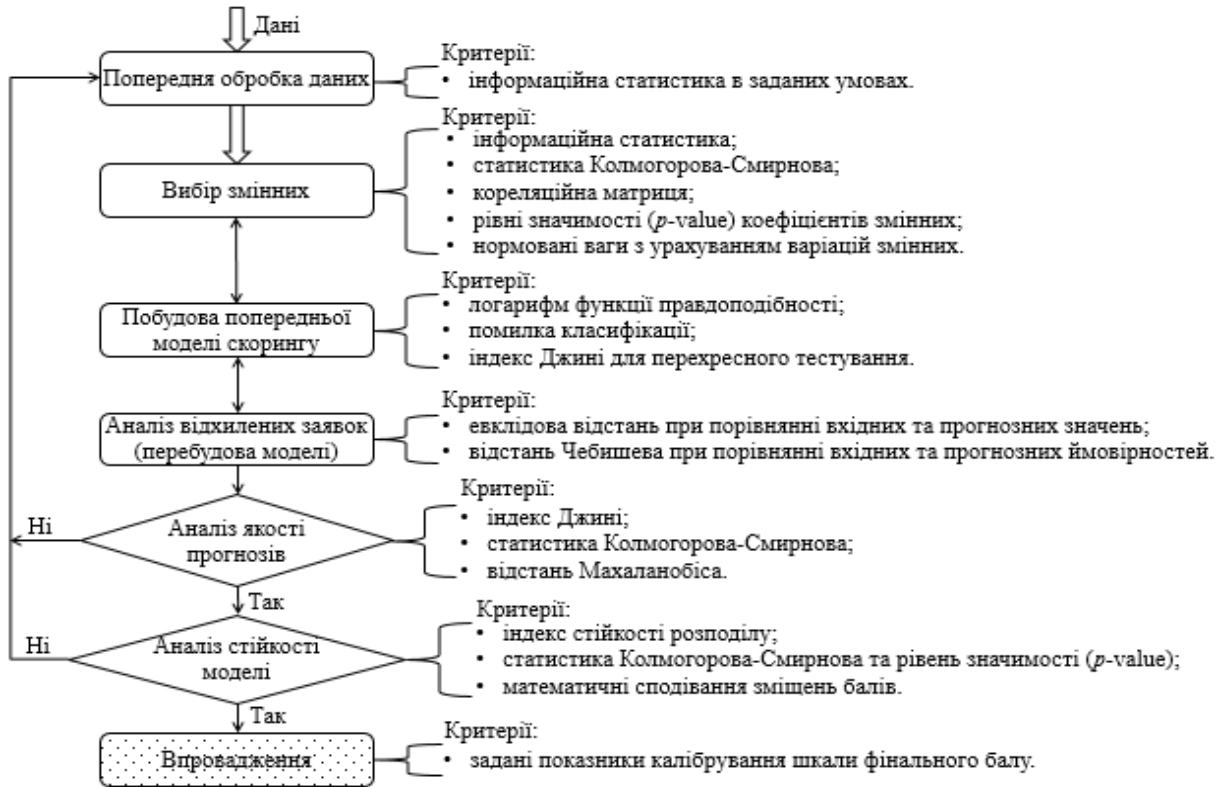 Дані
Попередня обробка даних
Критерії:
• інформаційна статистика в заданих умовах.
Вибір змінних
Критерії:
• інформаційна статистика;
• статистика Колмогорова-Смирнова;
• кореляційна матриця;
• рівні значимості (p-value) коефіцієнтів змінних;
• нормовані ваги з урахуванням варіацій змінних.
Побудова попередньої
моделі скорингу
Критерії:
• логарифм функції правдоподібності;
• помилка класифікації;
• індекс Джині для перехресного тестування.
Аналіз відхилених заявок
(перебудова моделі)
Критерії:
• евклідова відстань при порівнянні вхідних та прогнозних значень;
• відстань Чебишева при порівнянні вхідних та прогнозних ймовірностей.
Ні
Аналіз якості
прогнозів
Критерії:
• індекс Джині;
• статистика Колмогорова-Смирнова;
• відстань Махаланобіса.
Так
Ні
Аналіз стійкості
моделі
Критерії:
• індекс стійкості розподілу;
• статистика Колмогорова-Смирнова та рівень значимості (p-value);
• математичні сподівання зміщень балів.
Так
Впровадження
Критерії:
• задані показники калібрування шкали фінального балу.